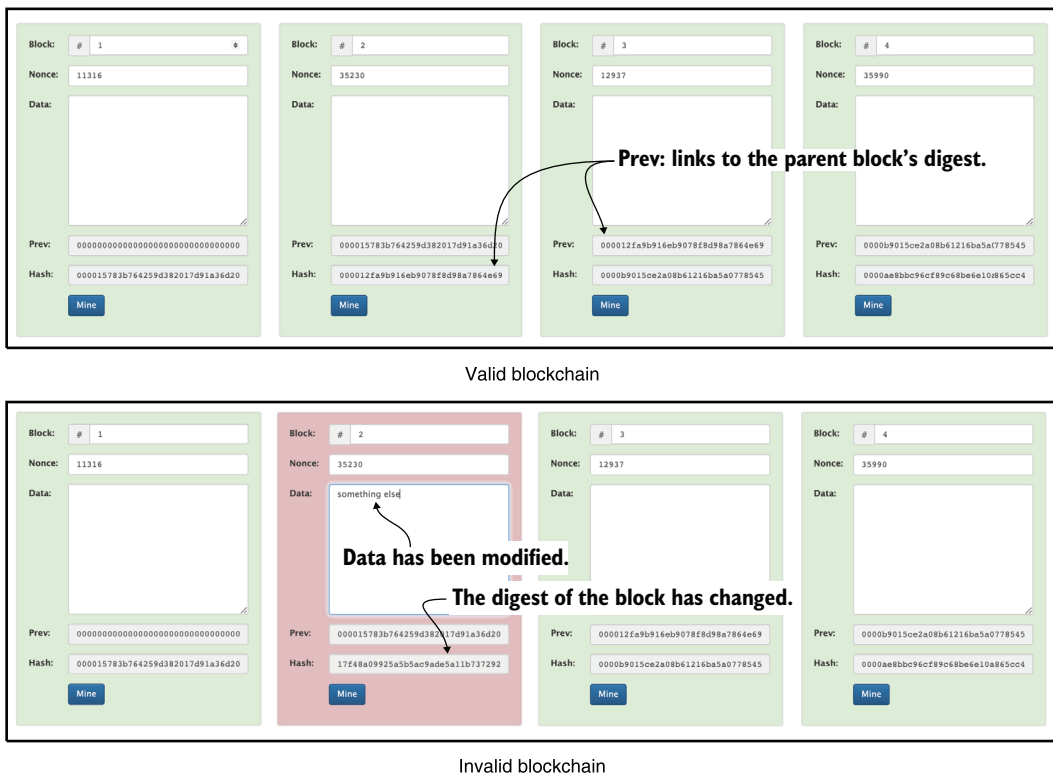 Block: # 1
Nonce: 11316
Data:
Prev: 00000000000000000000000000000000
Hash: 000015783b764259d382017d91a36d20
Mine
Block: # 2
Nonce: 35230
Data:
Prev: 000015783b764259d382017d91a36d20
Hash: 000012fa9b916eb9078f8d98a7864e69
Mine
Block: # 3
Nonce: 12937
Data:
Prev: 000012fa9b916eb9078f8d98a7864e69
Hash: 0000b9015ce2a08b61216ba5a0778545
Mine
Block: # 4
Nonce: 35990
Data:
Prev: 0000b9015ce2a08b61216ba5a0778545
Hash: 0000ae8bbc96cf89c68be6e10a865cc4
Mine
Prev: links to the parent block’s digest.
Valid blockchain
Block: # 1
Nonce: 11316
Data:
Prev: 00000000000000000000000000000000
Hash: 000015783b764259d382017d91a36d20
Mine
Block: # 2
Nonce: 35230
Data: something else
Data has been modified.
The digest of the block has changed.
Prev: 000015783b764259d382017d91a36d20
Hash: 17f48a09925a5b5ac9ade5a11b737292
Mine
Block: # 3
Nonce: 12937
Data:
Prev: 000012fa9b916eb9078f8d98a7864e69
Hash: 0000b9015ce2a08b61216ba5a0778545
Mine
Block: # 4
Nonce: 35990
Data:
Prev: 0000b9015ce2a08b61216ba5a0778545
Hash: 0000ae8bbc96cf89c68be6e10a865cc4
Mine
Invalid blockchain